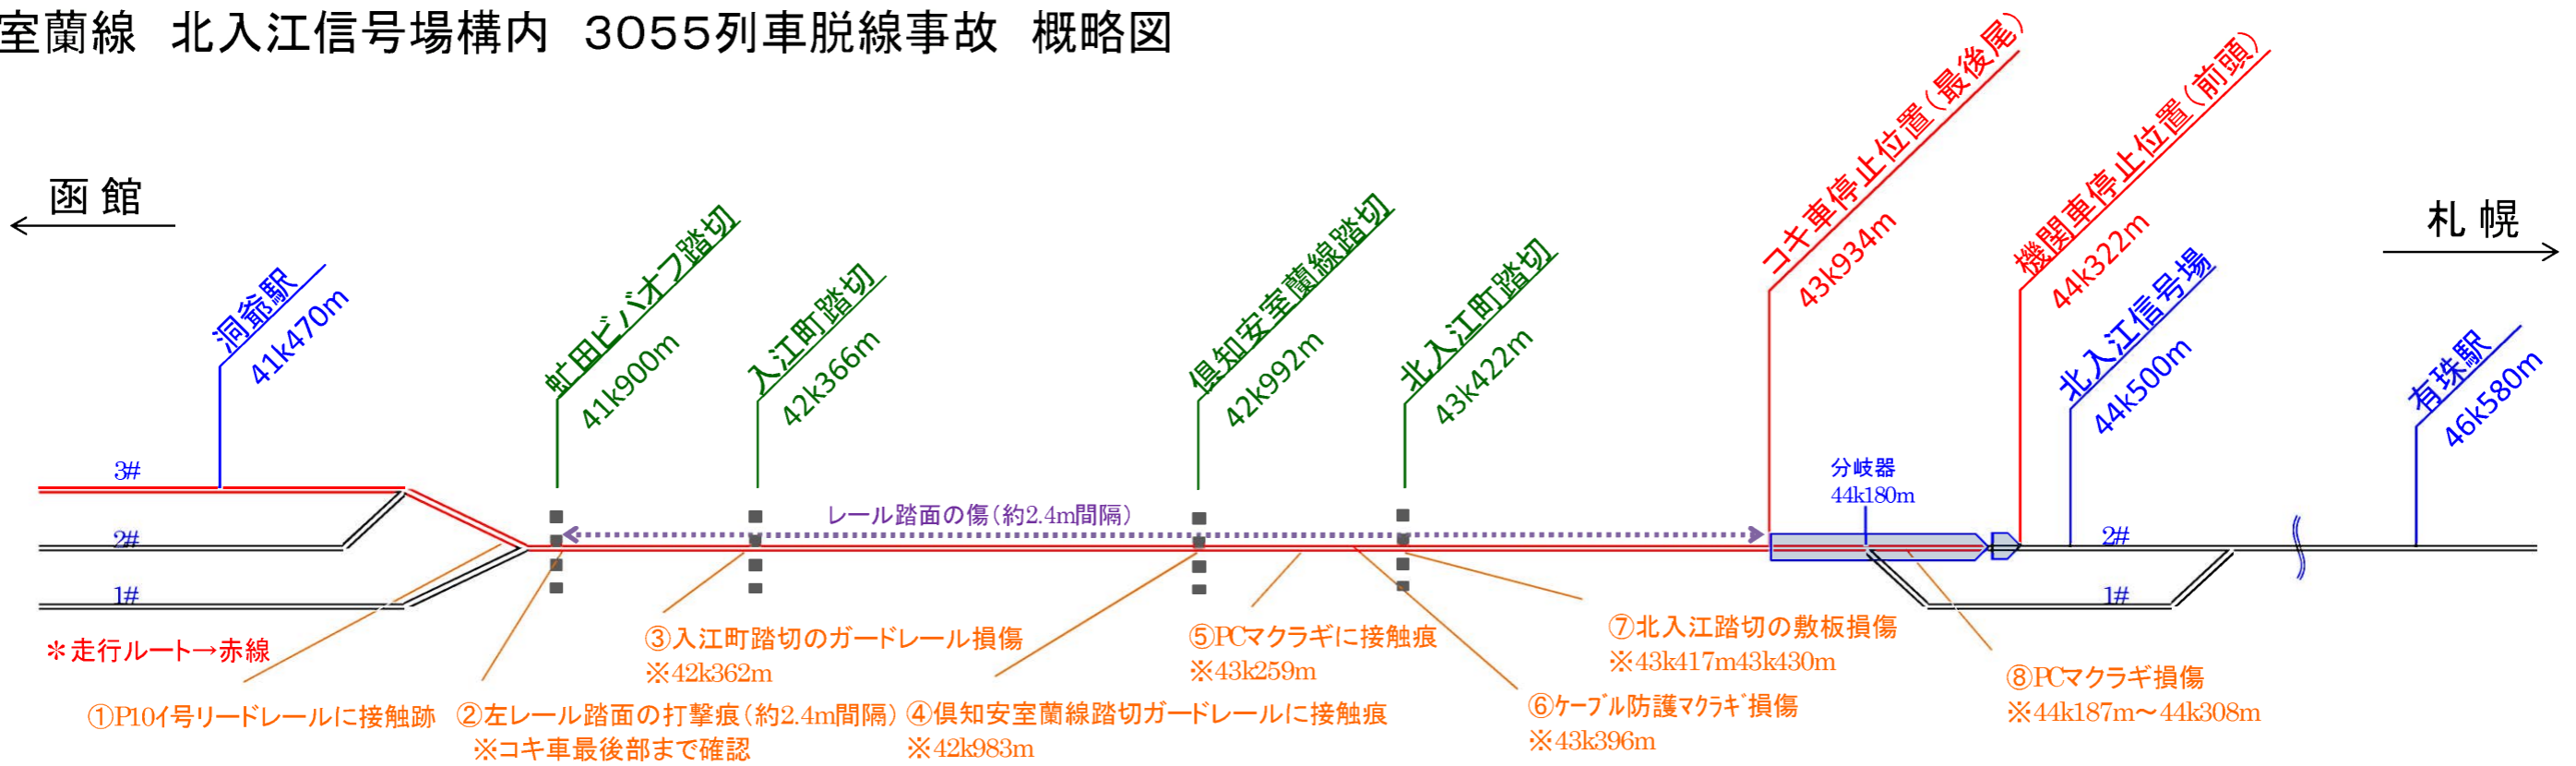 室蘭線 北入江信号場構内 3055列車脱線事故 概略図
函館
札幌
洞爺駅
41k470m
虻田ビバオフ踏切
41k900m
入江町踏切
42k366m
倶知安室蘭線踏切
42k992m
北入江町踏切
43k422m
コキ車停止位置(最後尾)
43k934m
機関車停止位置(前頭)
44k322m
北入江信号場
44k500m
有珠駅
46k580m
3#
2#
1#
レール踏面の傷(約2.4m間隔)
分岐器
44k180m
2#
1#
*走行ルート→赤線
①P10イ号リードレールに接触跡
②左レール踏面の打撃痕(約2.4m間隔)
※コキ車最後部まで確認
③入江町踏切のガードレール損傷
※42k362m
④倶知安室蘭線踏切ガードレールに接触痕
※42k983m
⑤PCマクラギに接触痕
※43k259m
⑥ケーブル防護マクラギ損傷
※43k396m
⑦北入江踏切の敷板損傷
※43k417m43k430m
⑧PCマクラギ損傷
※44k187m～44k308m